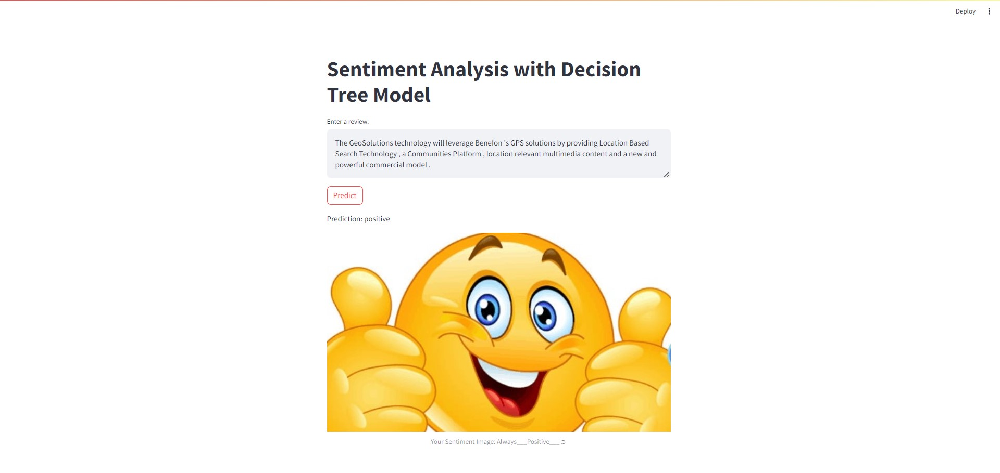 Deploy
Sentiment Analysis with Decision
Tree Model
Enter a review:
The GeoSolutions technology will leverage Benefon 's GPS solutions by providing Location Based
Search Technology , a Communities Platform , location relevant multimedia content and a new and
powerful commercial model .
Predict
Prediction: positive
Your Sentiment Image: Always___Positive___☺